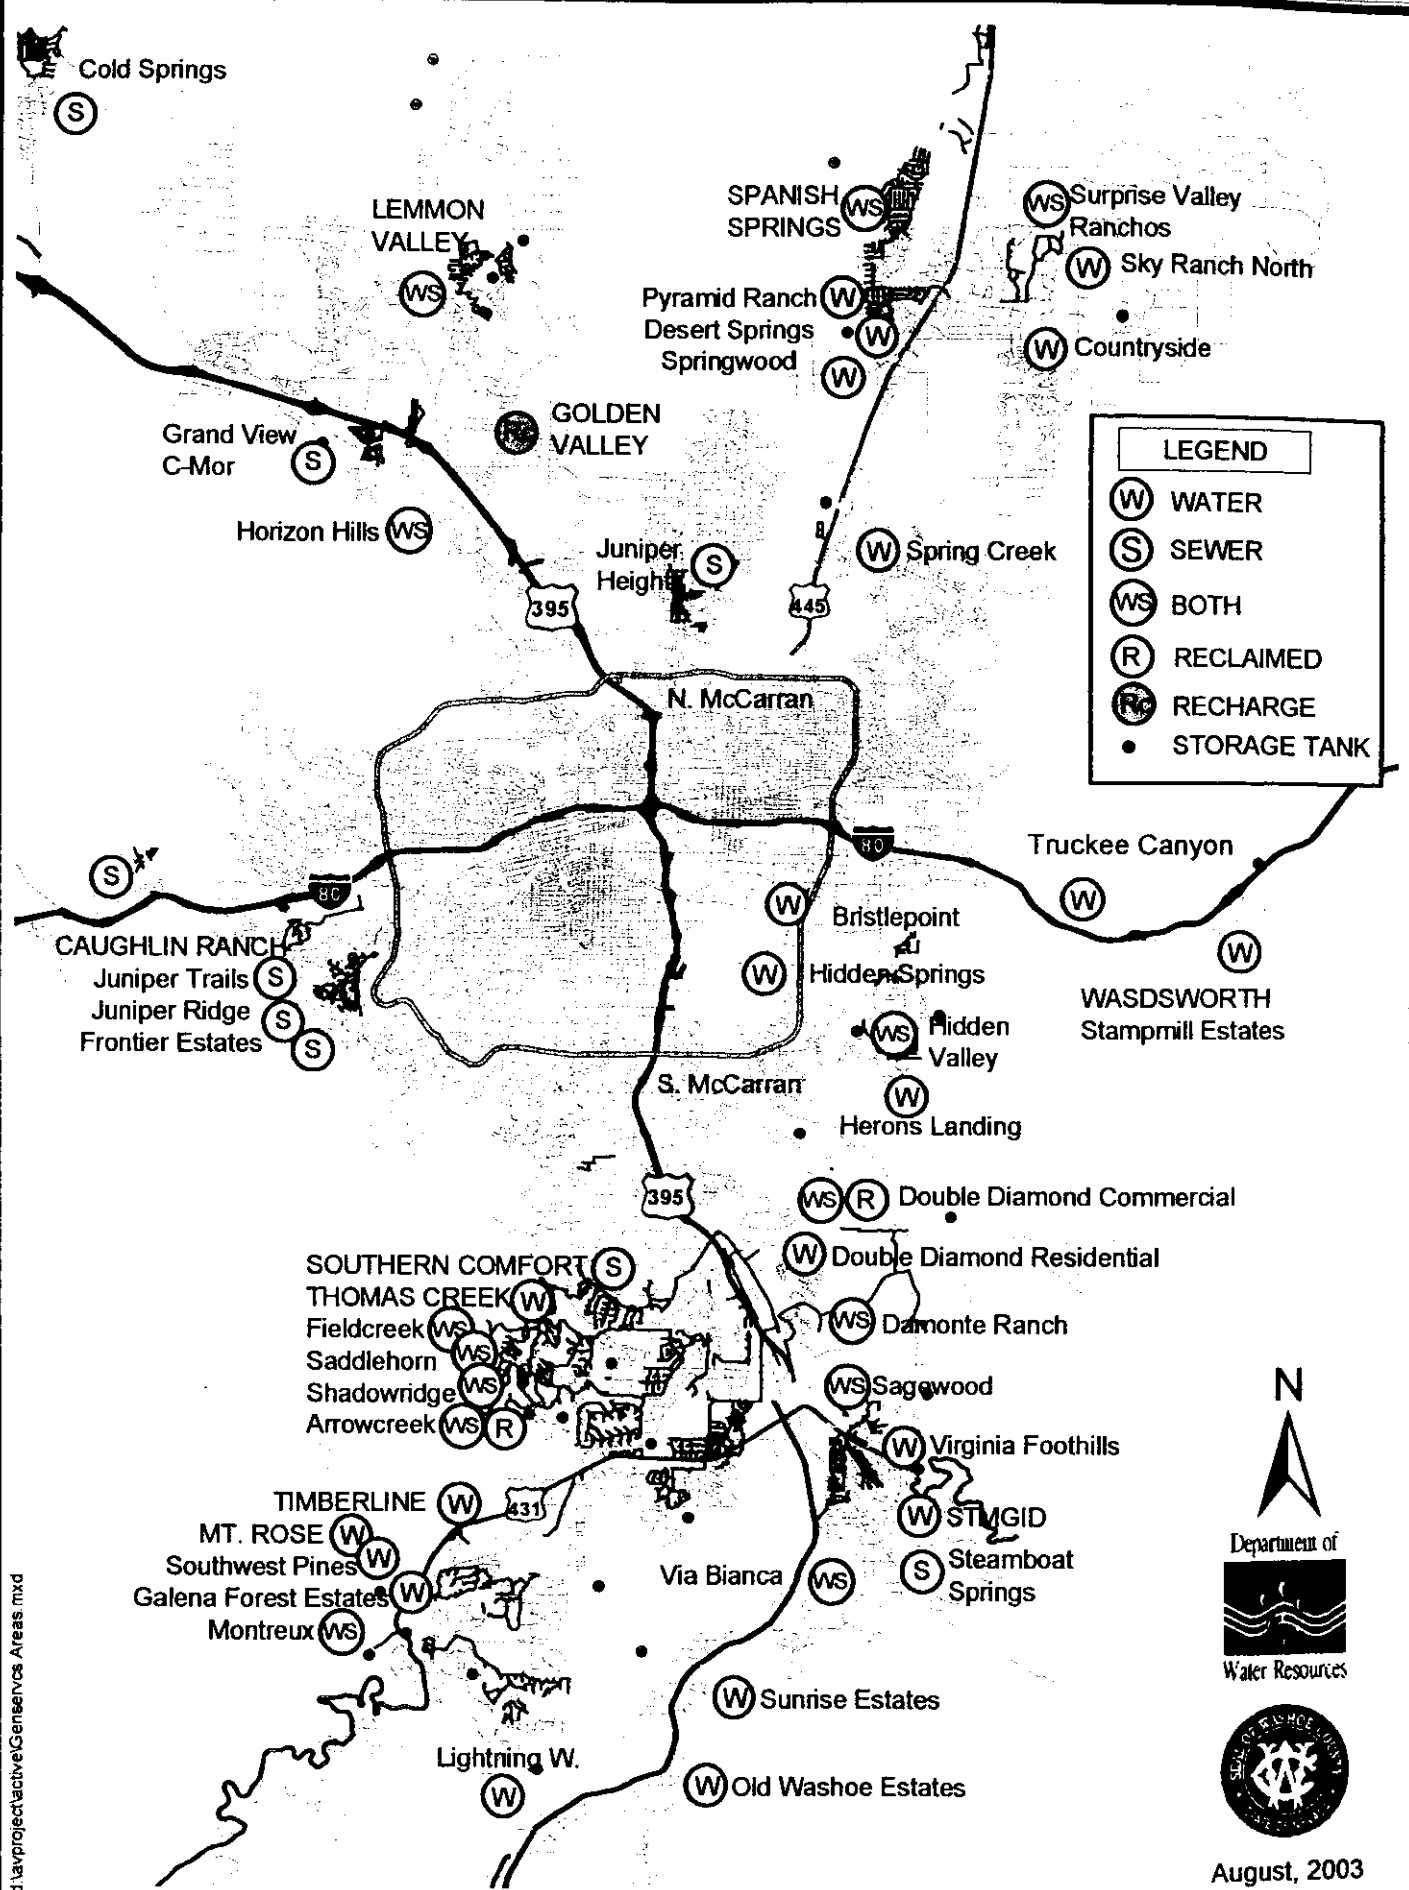 Cold Springs
S
LEMMON
VALLEY
WS
SPANISH
SPRINGS
WS
WS
Surprise Valley
Ranchos
W
Sky Ranch North
Pyramid Ranch
W
Desert Springs
W
Springwood
W
W
Countryside
GOLDEN
VALLEY
Grand View
C-Mor
S
Horizon Hills
WS
Juniper
Heights
S
W
Spring Creek
395
445
LEGEND
W WATER
S SEWER
WS BOTH
R RECLAIMED
Rc RECHARGE
STORAGE TANK
N. McCarran
80
80
S
Truckee Canyon
W
W
Bristlepoint
W
Hidden Springs
W
WASDSWORTH
Stampmill Estates
CAUGHLIN RANCH
Juniper Trails S
Juniper Ridge S
Frontier Estates S
WS
Hidden
Valley
S. McCarran
W
Herons Landing
395
WS R Double Diamond Commercial
W Double Diamond Residential
SOUTHERN COMFORT S
THOMAS CREEK W
Fieldcreek WS
Saddlehorn WS
Shadowridge WS
Arrowcreek WS R
WS Damonte Ranch
WS Sagewood
W Virginia Foothills
N
TIMBERLINE W
431
MT. ROSE W
Southwest Pines W
Galena Forest Estates W
Montreux WS
W STMGID
S Steamboat
Springs
Via Bianca WS
Department of
Water Resources
W Sunrise Estates
Lightning W.
W
W Old Washoe Estates
August, 2003
d:\avproject\active\Genservcs Areas.mxd